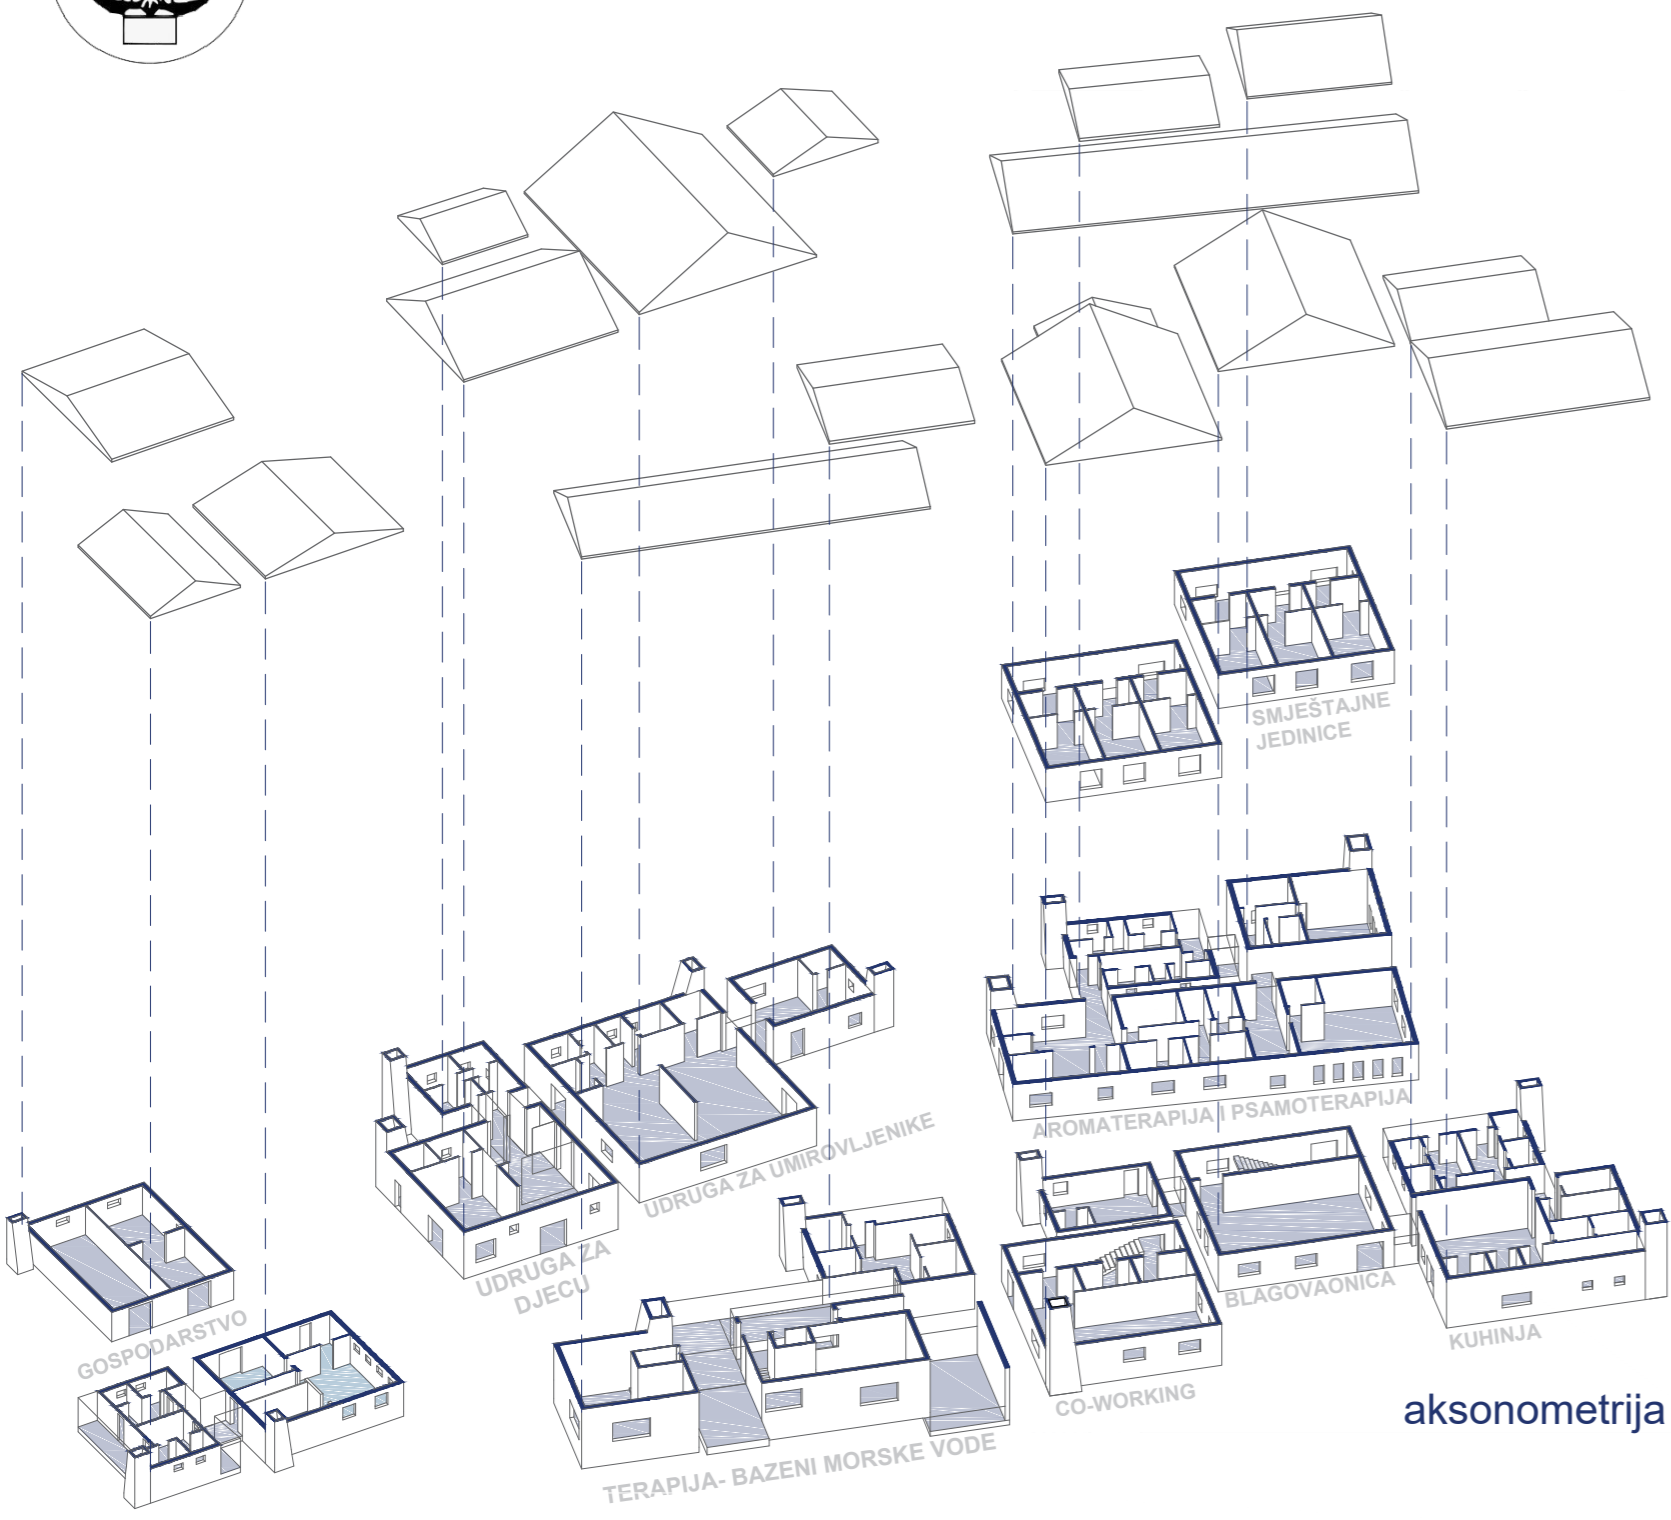 SMJEŠTAJNE
JEDINICE
AROMATERAPIJA I PSAMOTERAPIJA
UDRUGA ZA UMIROVLJENIKE
UDRUGA ZA
DJECU
BLAGOVAONICA
GOSPODARSTVO
KUHINJA
CO-WORKING
aksonometrija
TERAPIJA- BAZENI MORSKE VODE